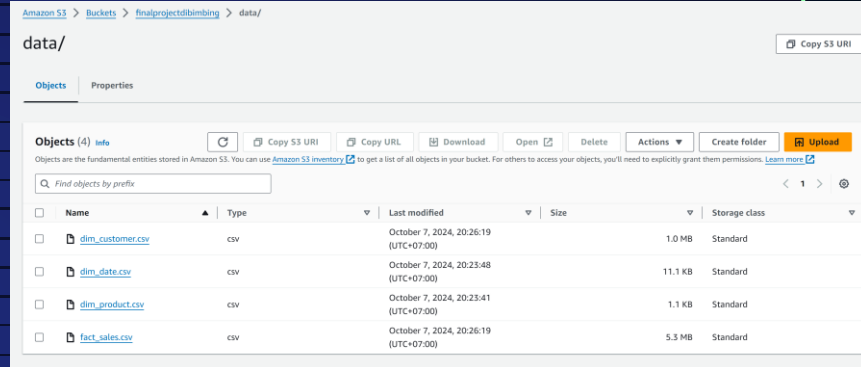 Amazon S3 > Buckets > finalprojectdibimbing > data/
data/
Copy S3 URI
Objects Properties
Objects (4) Info Copy S3 URI Copy URL Download Open Delete Actions ▼ Create folder Upload
Objects are the fundamental entities stored in Amazon S3. You can use Amazon S3 inventory to get a list of all objects in your bucket. For others to access your objects, you'll need to explicitly grant them permissions. Learn more
Find objects by prefix < 1 >
Name ▲ Type ▽ Last modified ▽ Size ▽ Storage class ▽
dim_customer.csv csv October 7, 2024, 20:26:19 1.0 MB Standard
(UTC+07:00)
dim_date.csv csv October 7, 2024, 20:23:48 11.1 KB Standard
(UTC+07:00)
dim_product.csv csv October 7, 2024, 20:23:41 1.1 KB Standard
(UTC+07:00)
fact_sales.csv csv October 7, 2024, 20:26:19 5.3 MB Standard
(UTC+07:00)